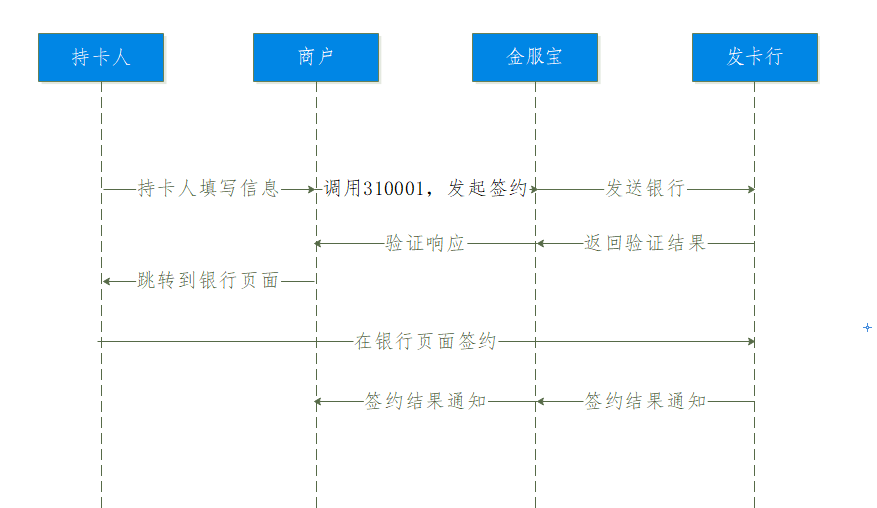 持卡人
商户
金服宝
发卡行
持卡人填写信息
调用310001，发起签约
发送银行
验证响应
返回验证结果
跳转到银行页面
在银行页面签约
签约结果通知
签约结果通知